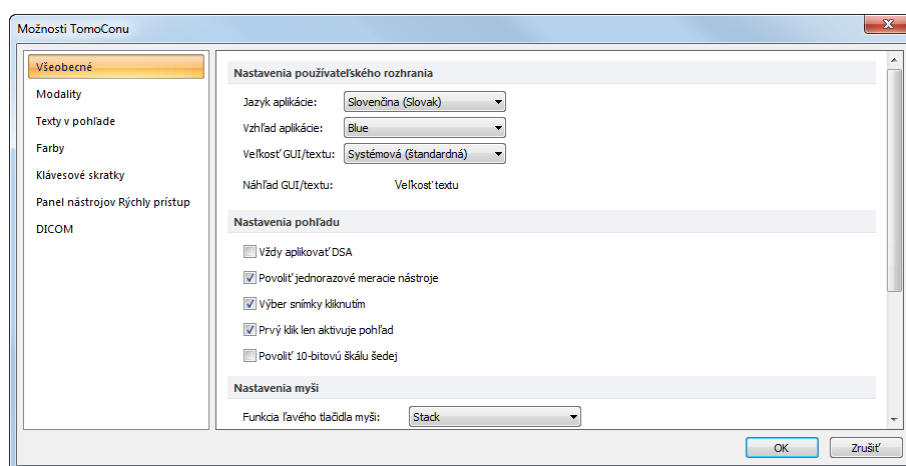 Možnosti TomoConu
Všeobecné
Modality
Texty v pohľade
Farby
Klávesové skratky
Panel nástrojov Rýchly prístup
DICOM
Nastavenia používateľského rozhrania
Jazyk aplikácie: Slovenčina (Slovak)
Vzhľad aplikácie: Blue
Veľkosť GUI/textu: Systémová (štandardná)
Náhľad GUI/textu: Veľkosť textu
Nastavenia pohľadu
Vždy aplikovať DSA
Povoliť jednorazové meracie nástroje
Výber snímky kliknutím
Prvý klik len aktivuje pohľad
Povoliť 10-bitovú škálu šedej
Nastavenia myši
Funkcia ľavého tlačidla myši: Stack
OK Zrušiť